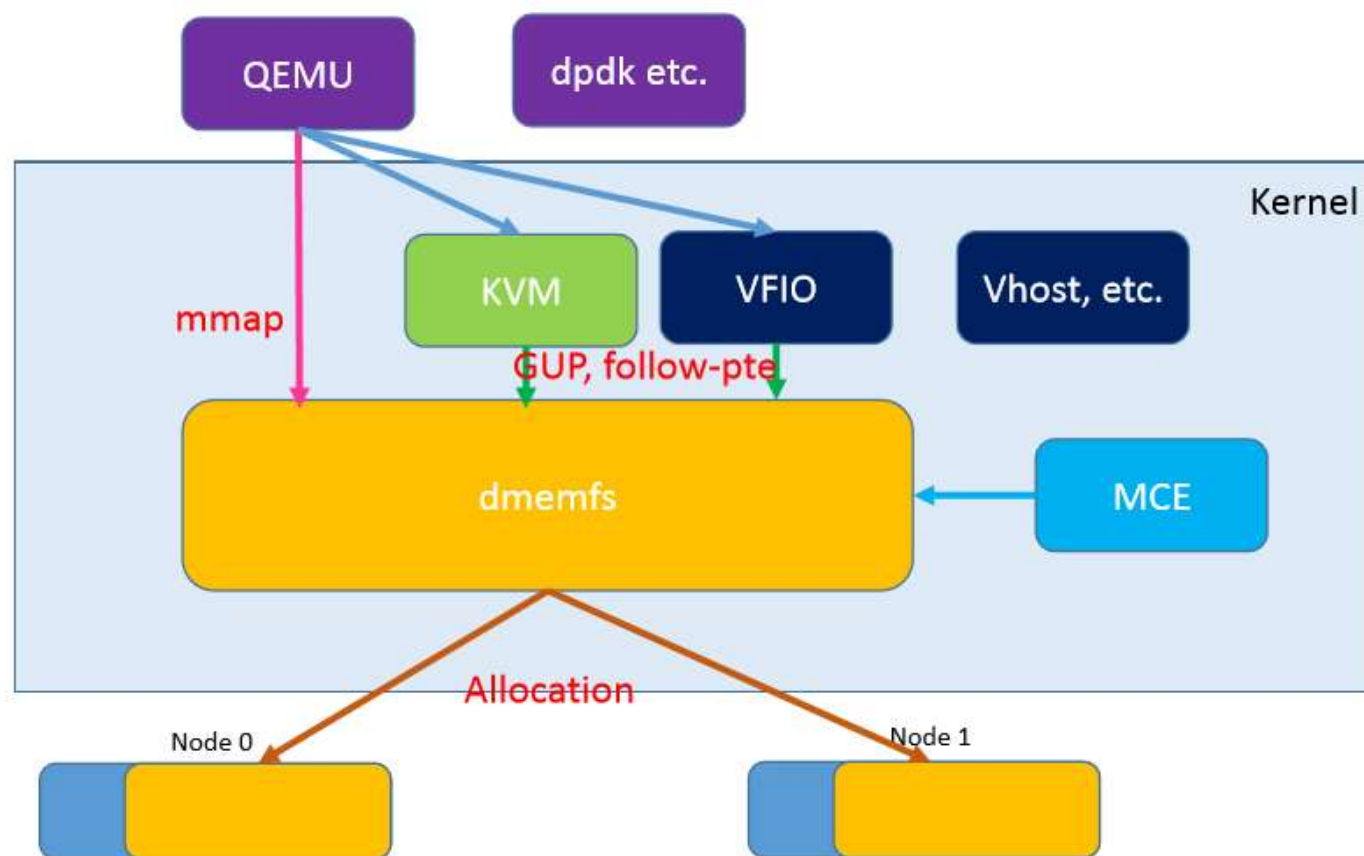 QEMU
dpdk etc.
Kernel
KVM
VFIO
Vhost, etc.
mmap
GUP, follow-pte
dmemfs
MCE
Allocation
Node 0
Node 1